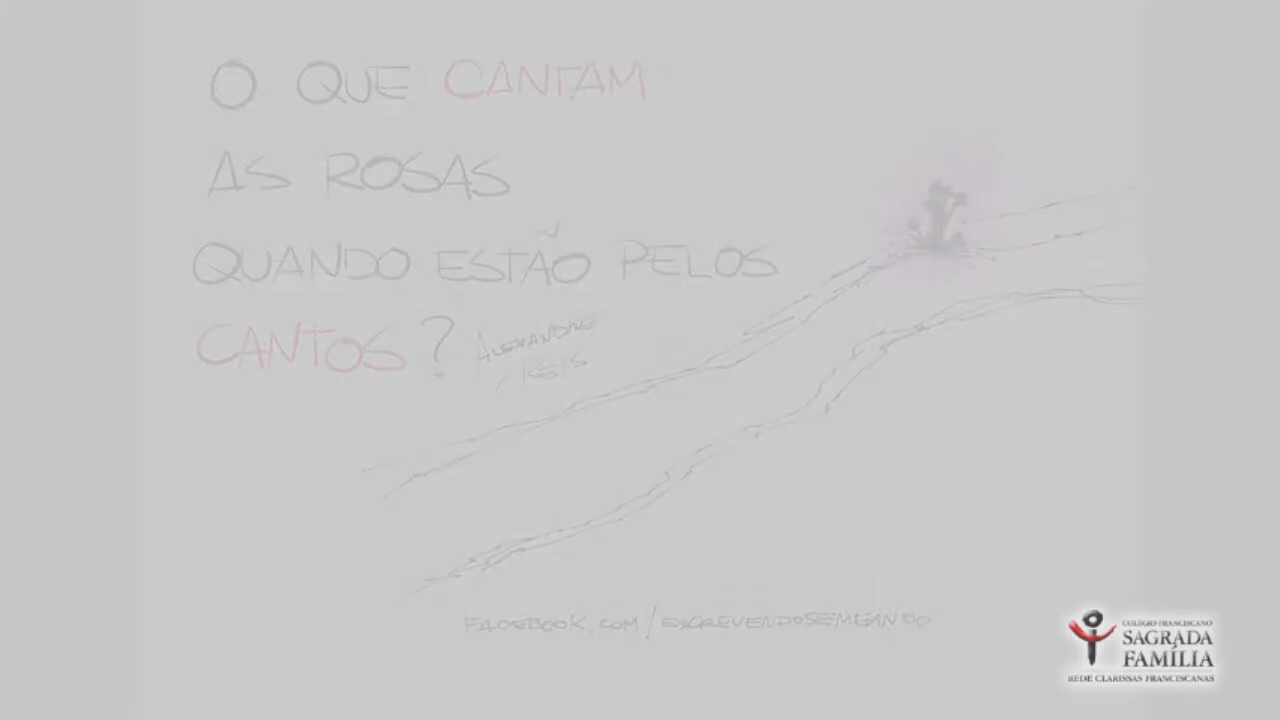 O QUE CANTAM
AS ROSAS
QUANDO ESTÃO PELOS
CANTOS?
ALEXANDRE
REIS
FACEBOOK.COM/ESCREVENDOSEMEANDO
COLÉGIO FRANCISCANO
SAGRADA
FAMÍLIA
REDE CLARISSAS FRANCISCANAS